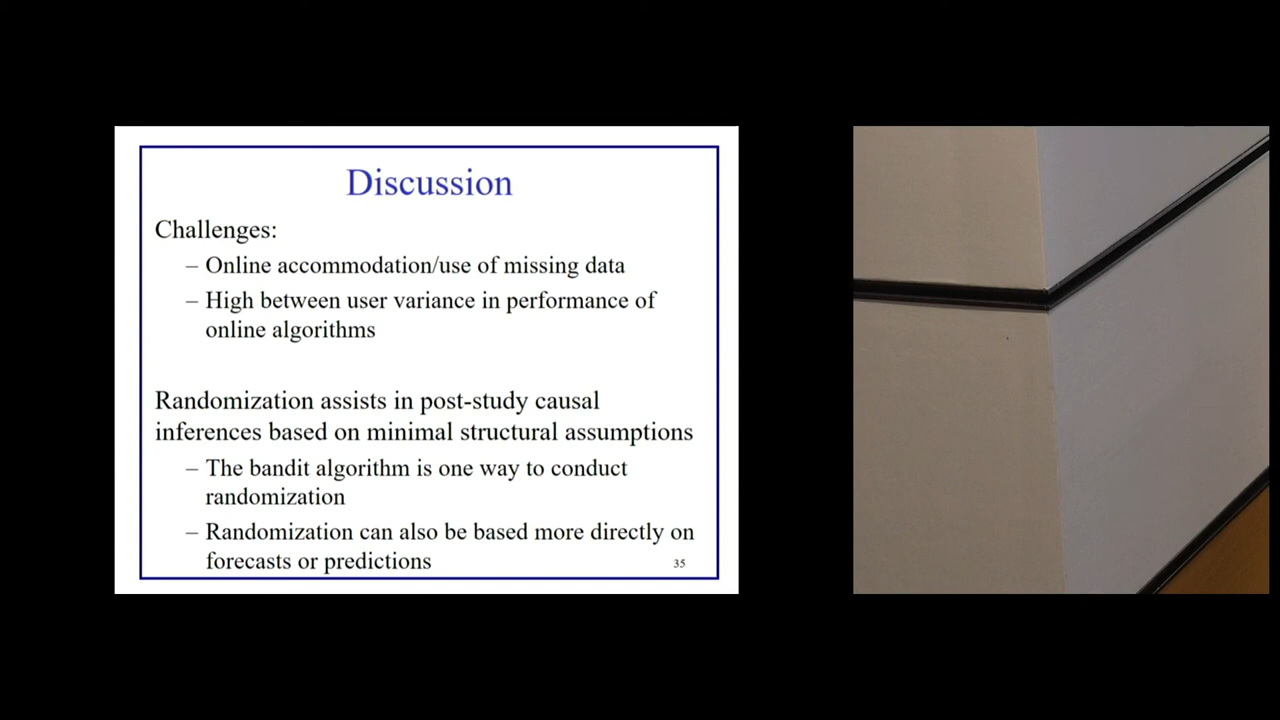 Discussion
Challenges:
– Online accommodation/use of missing data
– High between user variance in performance of
online algorithms
Randomization assists in post-study causal
inferences based on minimal structural assumptions
– The bandit algorithm is one way to conduct
randomization
– Randomization can also be based more directly on
forecasts or predictions
35